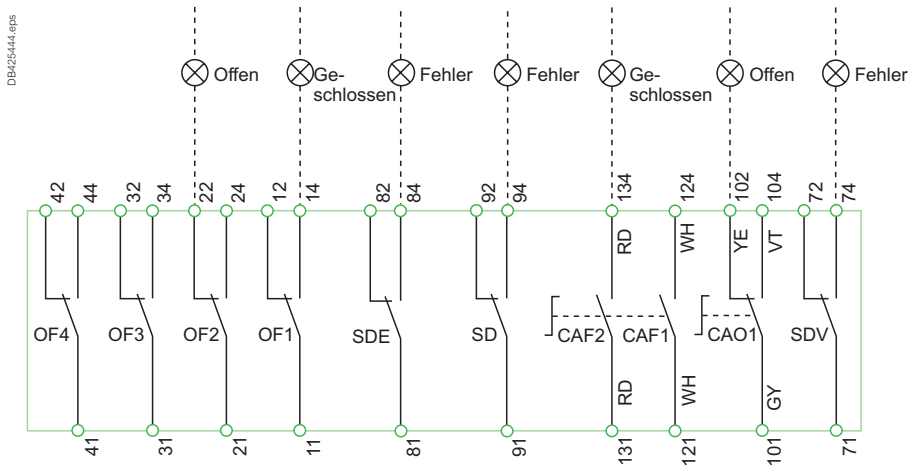 DB425444.eps
Offen
Ge-
schlossen
Fehler
Fehler
Ge-
schlossen
Offen
Fehler
42 44 32 34 22 24 12 14 82 84 92 94 134 124 102 104 72 74
RD WH YE VT
OF4 OF3 OF2 OF1 SDE SD CAF2 CAF1 CAO1 SDV
RD WH GY
41 31 21 11 81 91 131 121 101 71